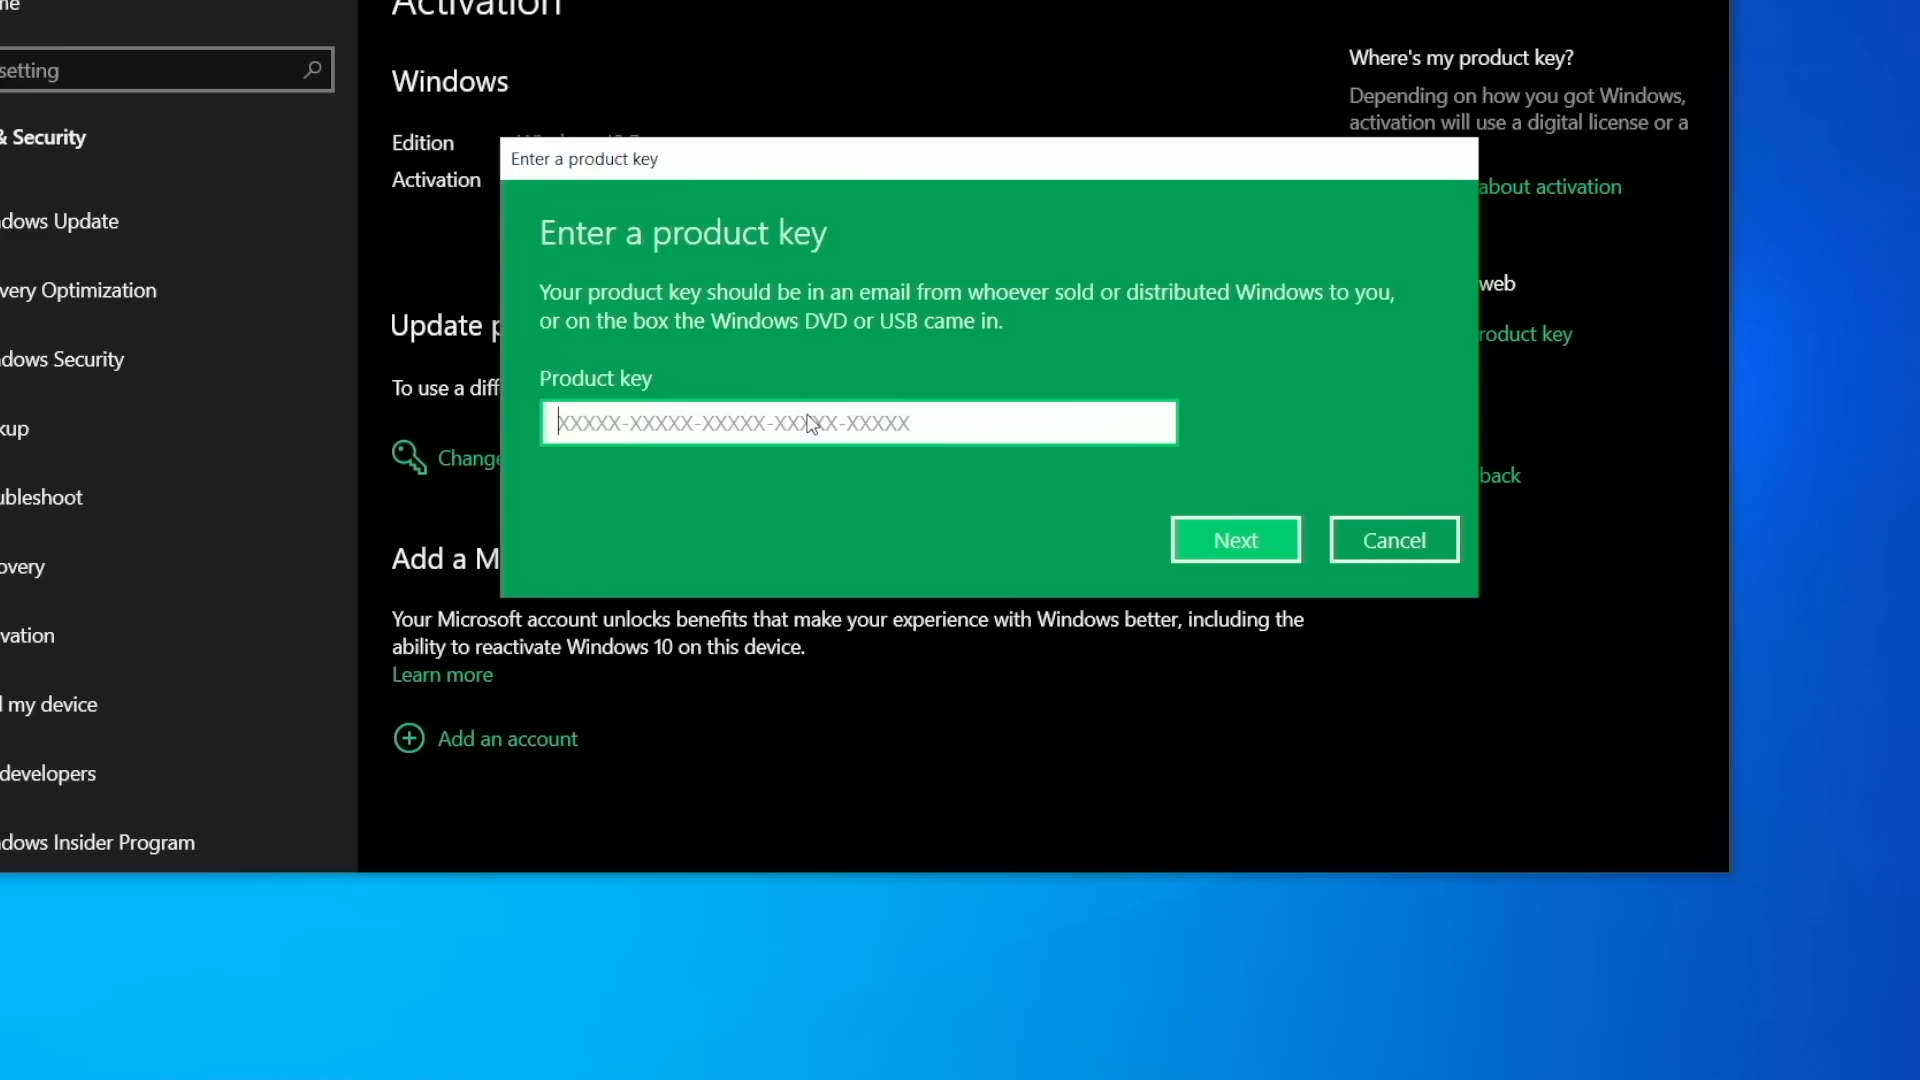 Activation
setting
Windows
Where's my product key?
Depending on how you got Windows,
activation will use a digital license or a
& Security
Edition
Activation
Enter a product key
about activation
Enter a product key
Your product key should be in an email from whoever sold or distributed Windows to you,
or on the box the Windows DVD or USB came in.
Product key
XXXXX-XXXXX-XXXXX-XXXXX-XXXXX
Next
Cancel
dows Update
very Optimization
dows Security
kup
ubleshoot
overy
vation
my device
developers
dows Insider Program
web
roduct key
back
Update p
To use a diff
Change
Add a M
Your Microsoft account unlocks benefits that make your experience with Windows better, including the
ability to reactivate Windows 10 on this device.
Learn more
Add an account